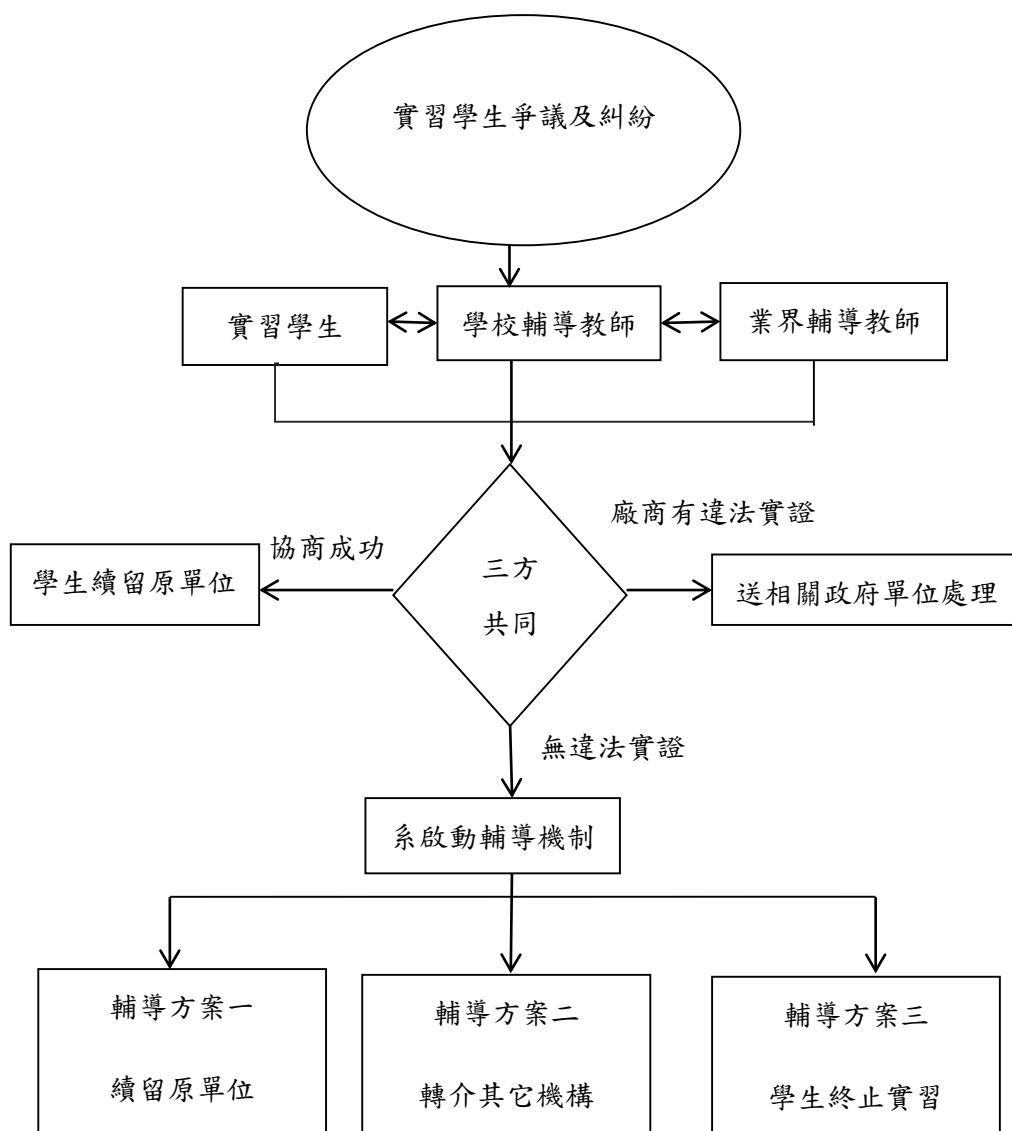 實習學生爭議及糾紛
實習學生
學校輔導教師
業界輔導教師
廠商有違法實證
協商成功
三方
共同
學生續留原單位
送相關政府單位處理
無違法實證
系啟動輔導機制
輔導方案一
續留原單位
輔導方案二
轉介其它機構
輔導方案三
學生終止實習